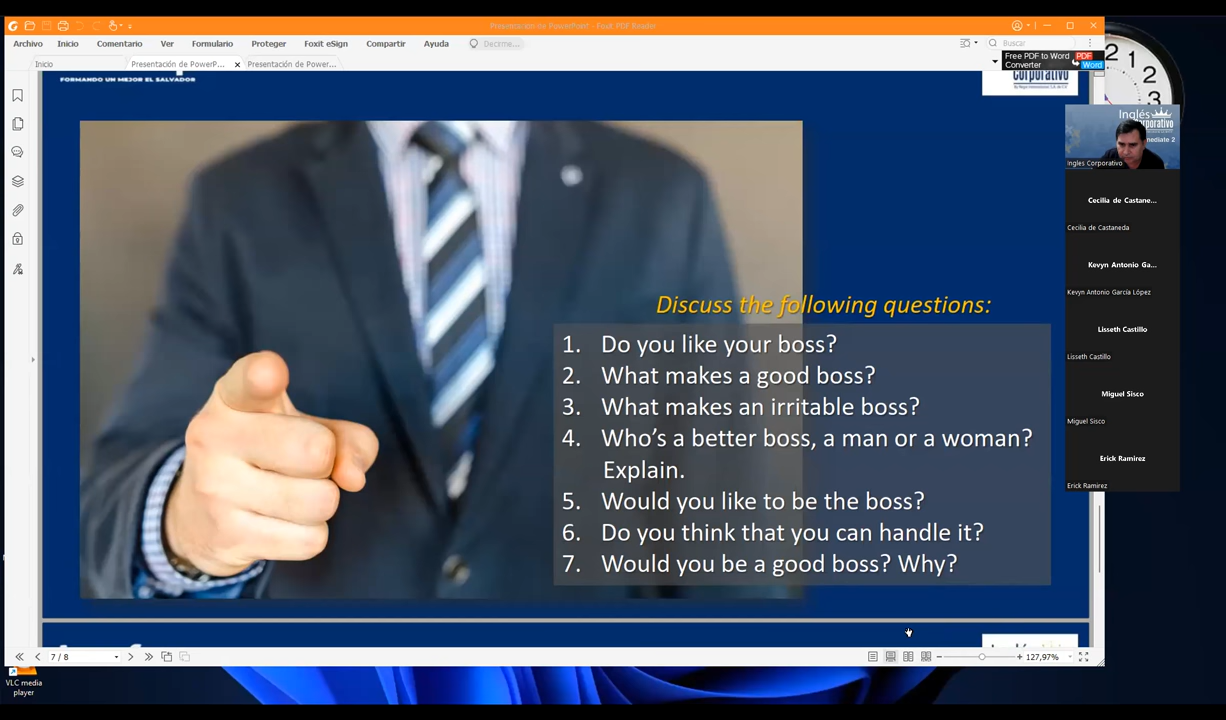 Presentación de PowerPoint - Foxit PDF Reader
Archivo Inicio Comentario Ver Formulario Proteger Foxit eSign Compartir Ayuda Decirme... Buscar
Inicio Presentación de PowerP... Presentación de Power...
Free PDF to Word Converter PDF Word
FORMANDO UN MEJOR EL SALVADOR
corporativo
Discuss the following questions:
1. Do you like your boss?
2. What makes a good boss?
3. What makes an irritable boss?
4. Who's a better boss, a man or a woman?
Explain.
5. Would you like to be the boss?
6. Do you think that you can handle it?
7. Would you be a good boss? Why?
2
1
2
3
Inglés
Ingles Corporativo
Cecilia de Castane...
Cecilia de Castaneda
Kevyn Antonio Ga...
Kevyn Antonio García López
Lisseth Castillo
Lisseth Castillo
Miguel Sisco
Miguel Sisco
Erick Ramirez
Erick Ramirez
7 / 8
127,97%
VLC media
player